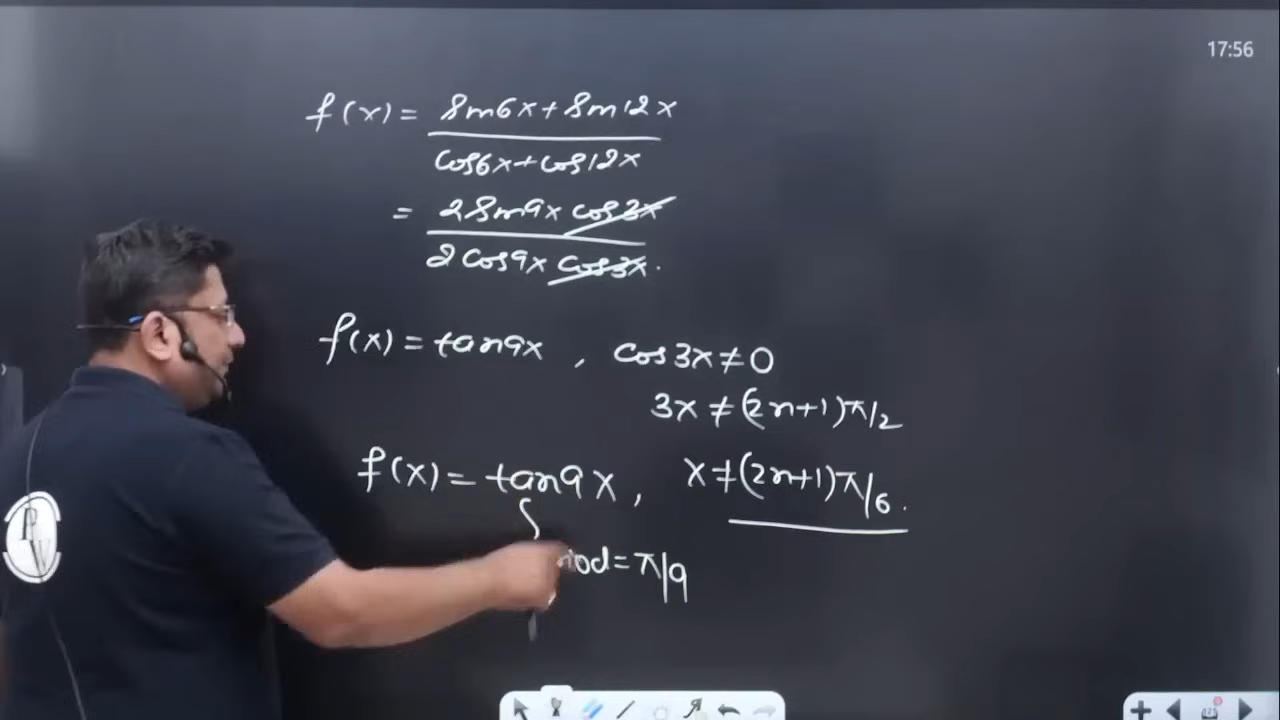 17:56
f(x) = sin6x + sin12x
cos6x + cos12x
= 2sin9x cos3x
2cos9x cos3x.
f(x) = tan9x , cos3x ≠ 0
3x ≠ (2n+1)π/2
f(x) = tan9x , x ≠ (2n+1)π/6.
= π/9
PW